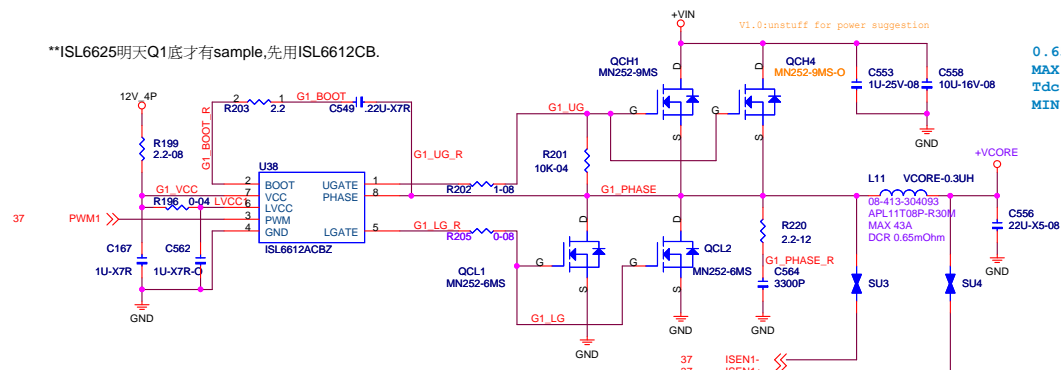 +VIN
V1.0:unstuff for power suggestion
**ISL6625明天Q1底才有sample,先用ISL6612CB.
0.6
MAX
Tdc
MIN
QCH1
MN252-9MS
QCH4
MN252-9MS-O
C553
1U-25V-08
C558
10U-16V-08
D
G
S
D
G
S
GND
12V_4P
2
R203
1
2.2
G1_BOOT
C549
.22U-X7R
G1_BOOT_R
R199
2.2-08
G1_UG
G1_UG_R
R201
10K-04
+VCORE
U38
G1_VCC
R196
0-04
LVCC1
2
7
6
3
4
BOOT
VCC
LVCC
PWM
GND
UGATE
PHASE
LGATE
1
8
5
ISL6612ACBZ
R202
1-08
G1_PHASE
L11
VCORE-0.3UH
08-413-304093
APL11T08P-R30M
MAX 43A
DCR 0.65mOhm
37
PWM1
G1_LG_R
R205
0-08
C167
1U-X7R
C562
1U-X7R-O
GND
QCL1
MN252-6MS
D
G
S
QCL2
MN252-6MS
D
G
S
R220
2.2-12
G1_PHASE_R
C564
3300P
C556
22U-X5-08
GND
SU3
SU4
G1_LG
GND
GND
GND
37
ISEN1-
37
ISEN1+